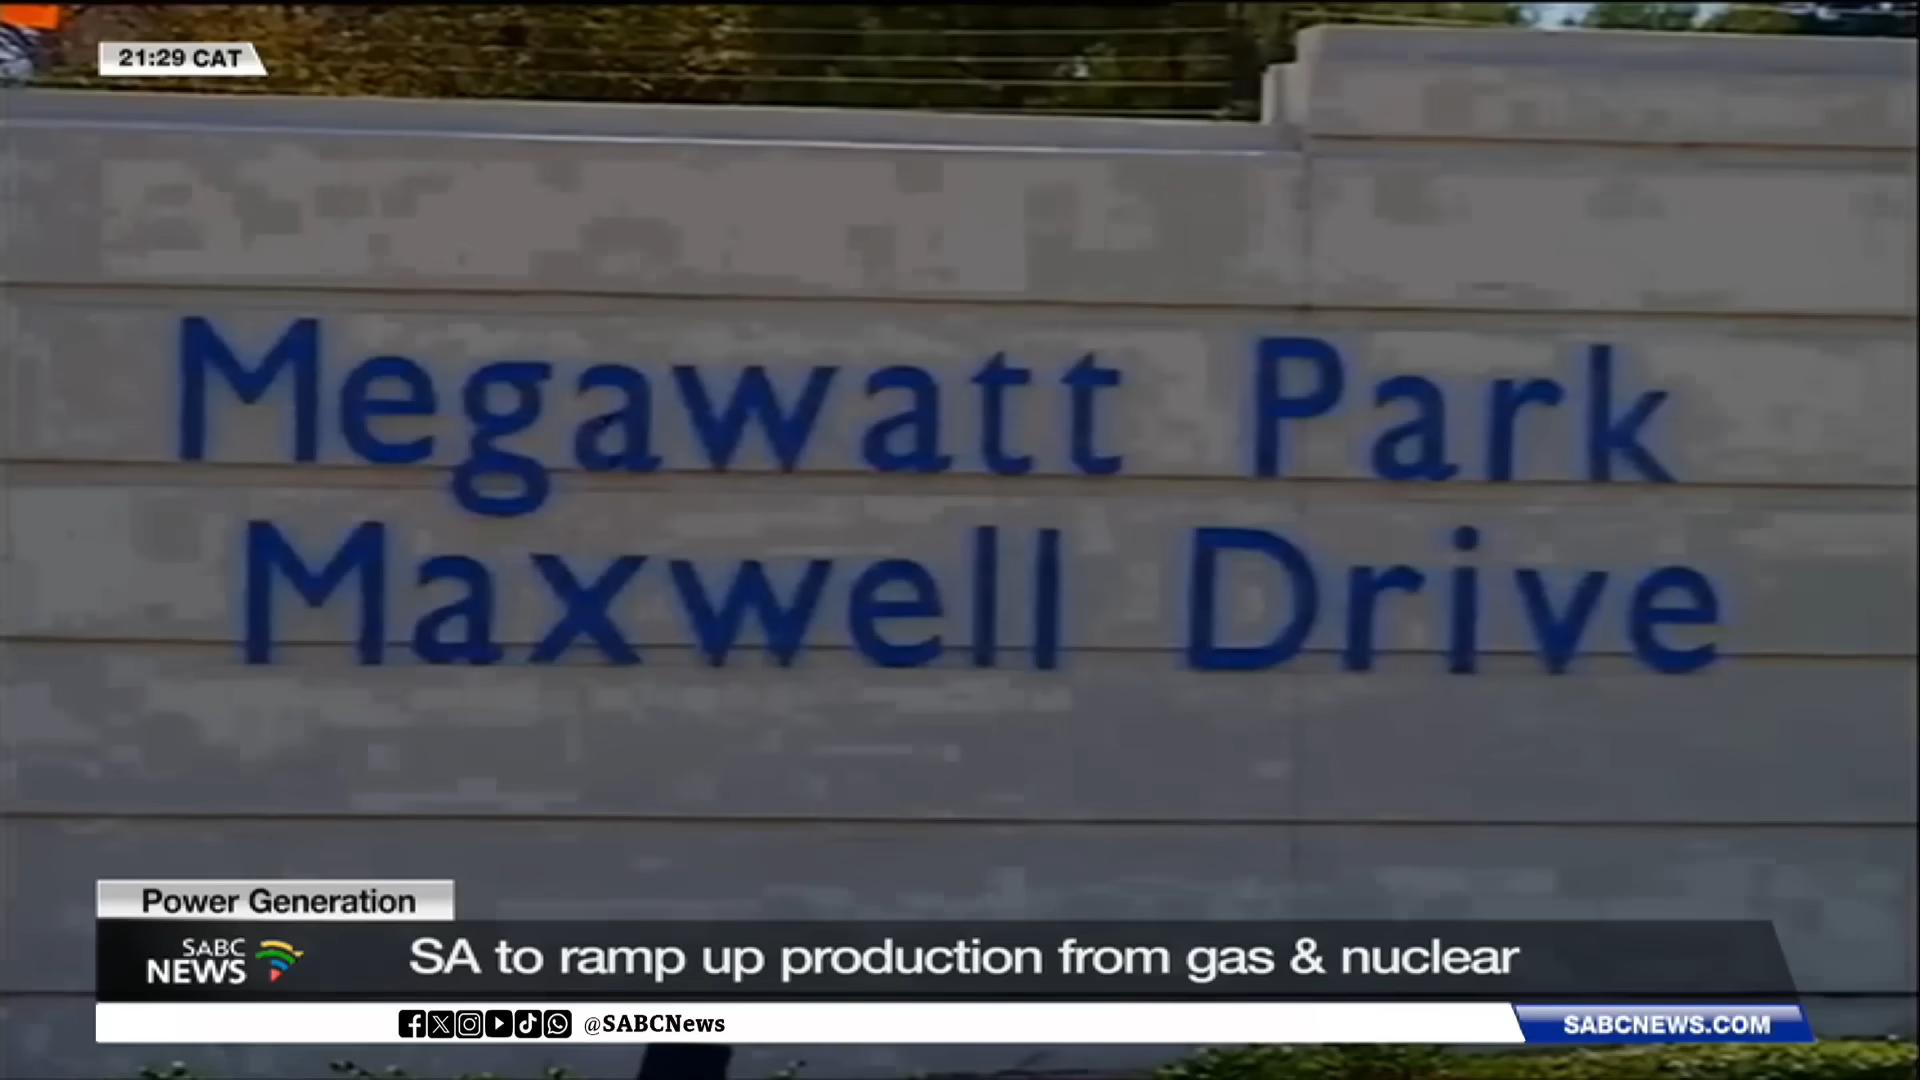 21:29 CAT
Megawatt Park
Maxwell Drive
Power Generation
SABC
NEWS
SA to ramp up production from gas & nuclear
@SABCNews
SABCNEWS.COM